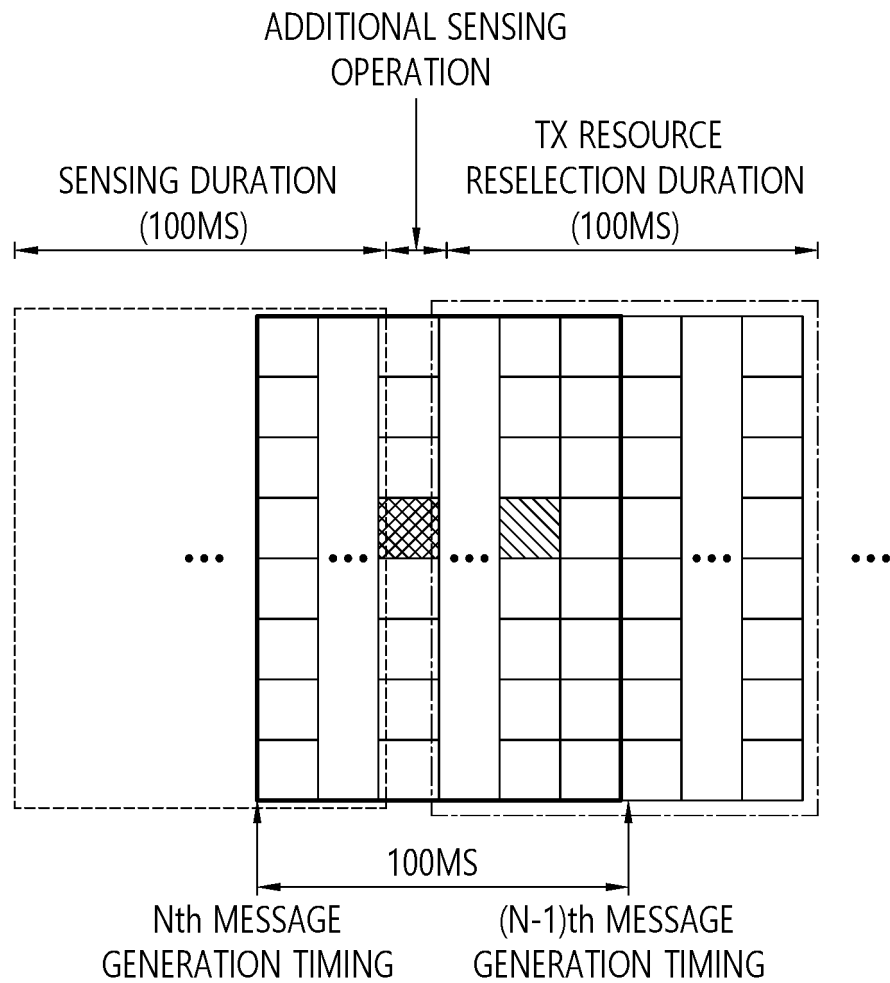 ADDITIONAL SENSING
OPERATION
TX RESOURCE
RESELECTION DURATION
(100MS)
SENSING DURATION
(100MS)
100MS
Nth MESSAGE
GENERATION TIMING
(N-1)th MESSAGE
GENERATION TIMING